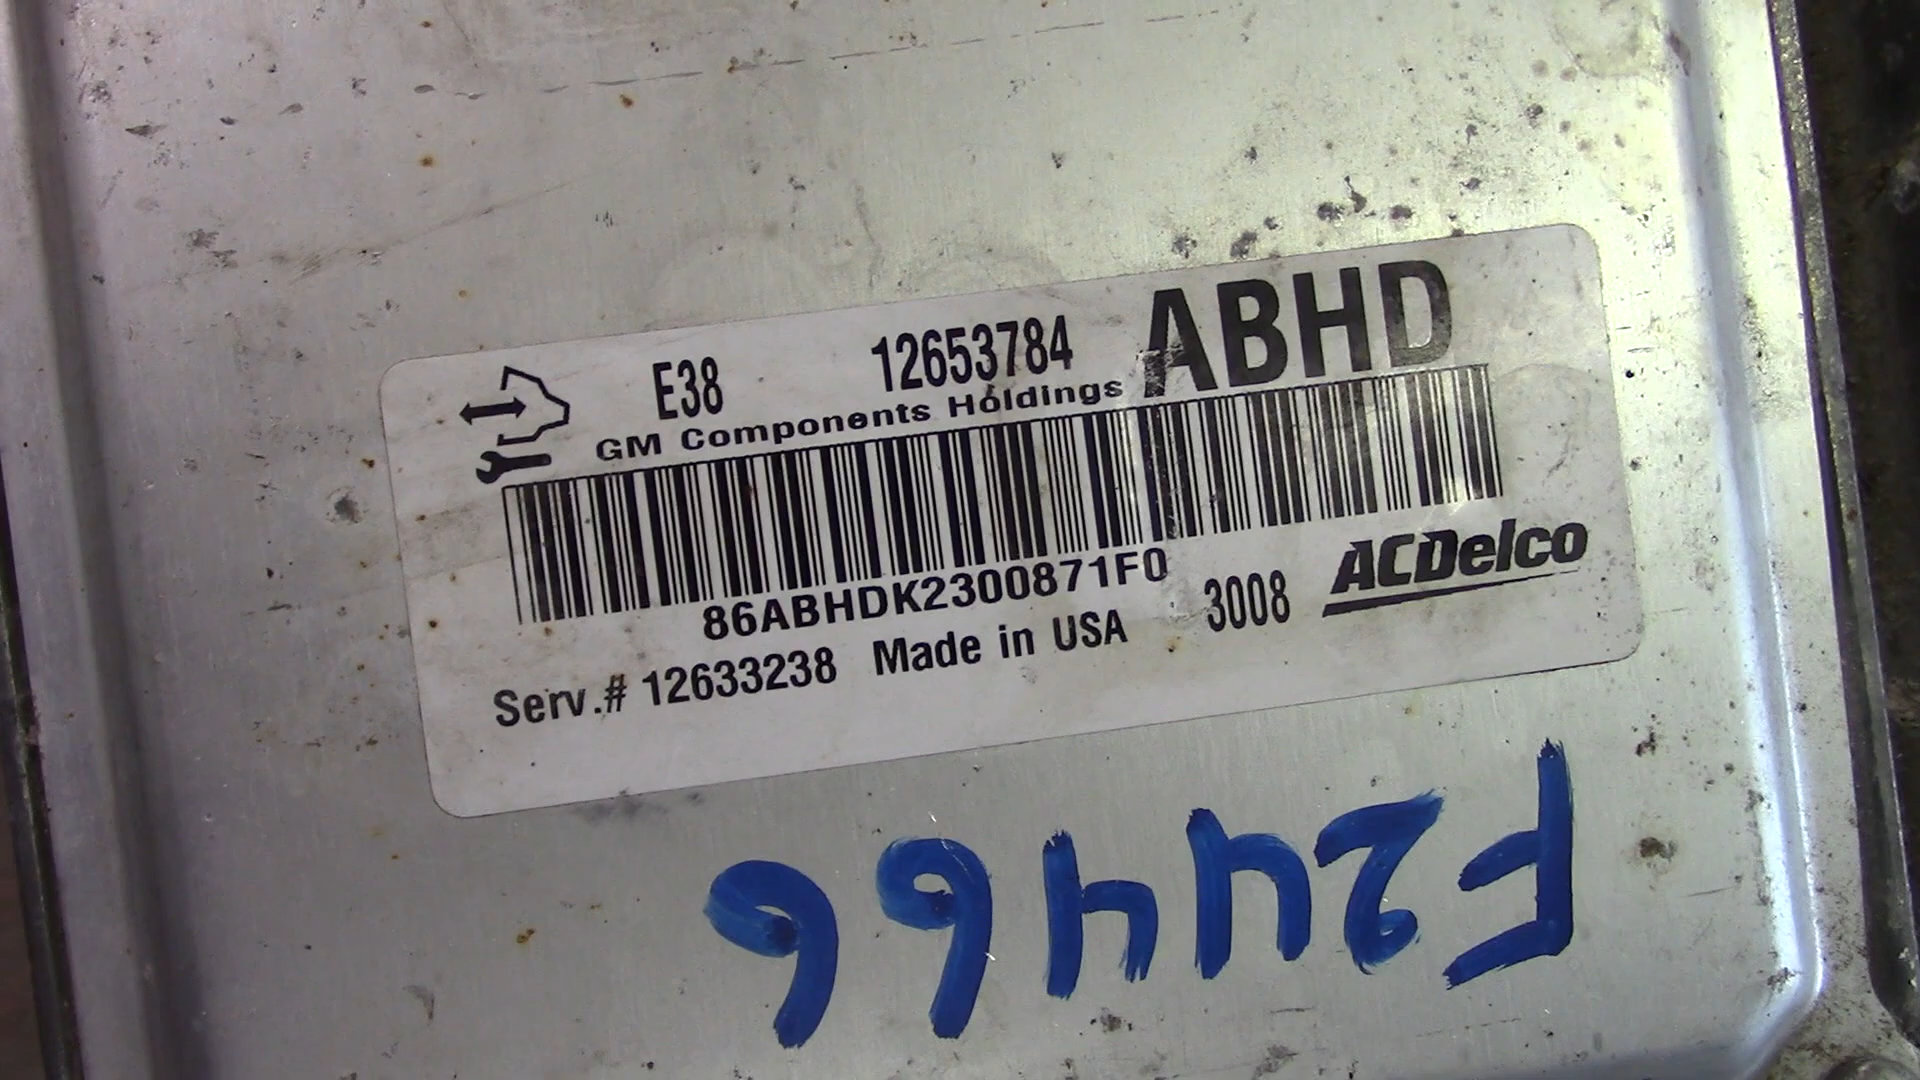 E38 12653784 ABHD
GM Components Holdings
86ABHDK2300871F0
Serv.# 12633238 Made in USA 3008 ACDelco
F24466